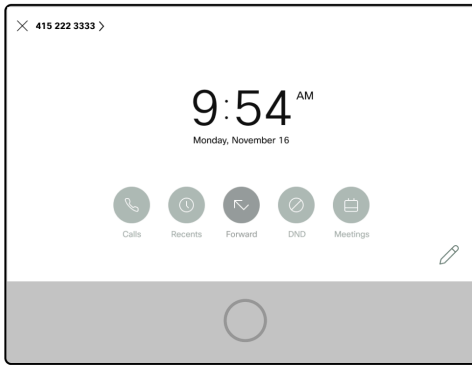 415 222 3333
9:54 AM
Monday, November 16
Calls Recents Forward DND Meetings